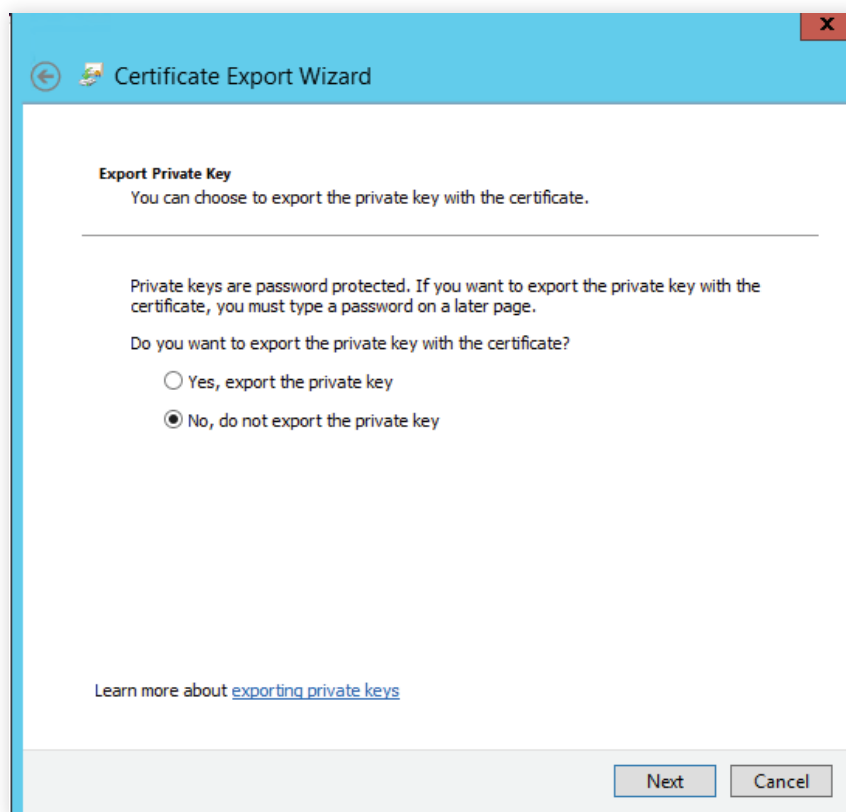 X
Certificate Export Wizard
Export Private Key
You can choose to export the private key with the certificate.
Private keys are password protected. If you want to export the private key with the
certificate, you must type a password on a later page.
Do you want to export the private key with the certificate?
Yes, export the private key
No, do not export the private key
Learn more about exporting private keys
Next Cancel